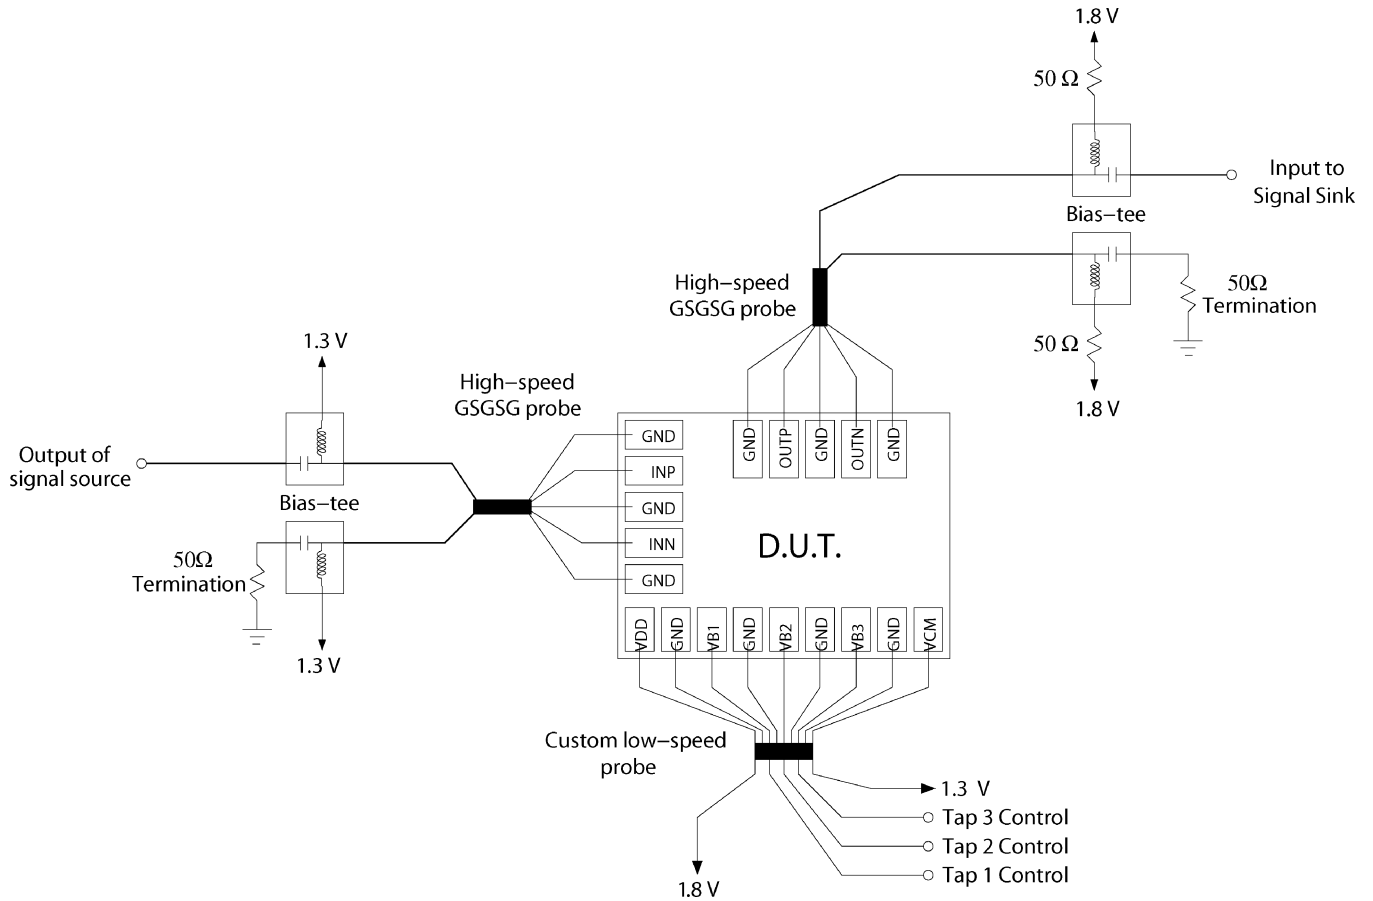 1.8 V
50 Ω
Input to
Signal Sink
Bias−tee
High−speed
GSGSG probe
50Ω
Termination
50 Ω
1.8 V
1.3 V
High−speed
GSGSG probe
Output of
signal source
Bias−tee
50Ω
Termination
1.3 V
GND
INP
GND
INN
GND
GND
OUTP
GND
OUTN
GND
D.U.T.
VDD
GND
VB1
GND
VB2
GND
VB3
GND
VCM
Custom low−speed
probe
1.3 V
Tap 3 Control
Tap 2 Control
Tap 1 Control
1.8 V